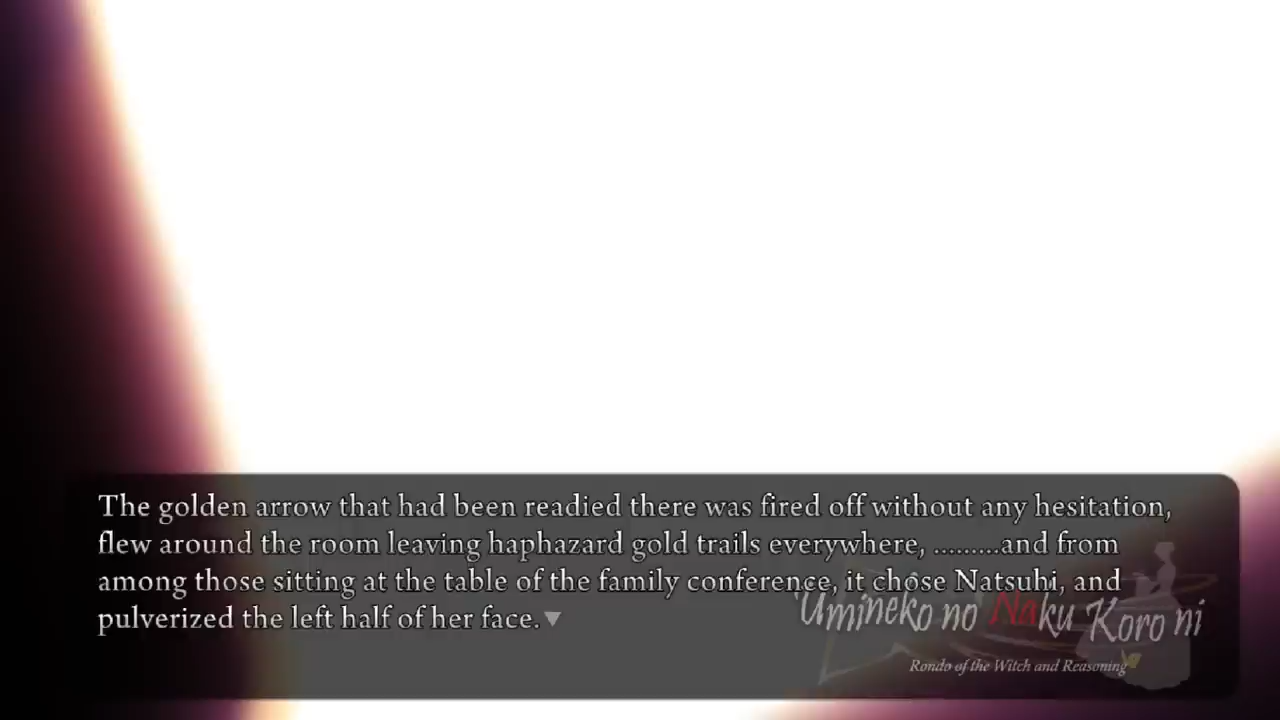 The golden arrow that had been readied there was fired off without any hesitation,
flew around the room leaving haphazard gold trails everywhere, .........and from
among those sitting at the table of the family conference, it chose Natsuhi, and
pulverized the left half of her face.
Umineko no Naku Koro ni
Rondo of the Witch and Reasoning